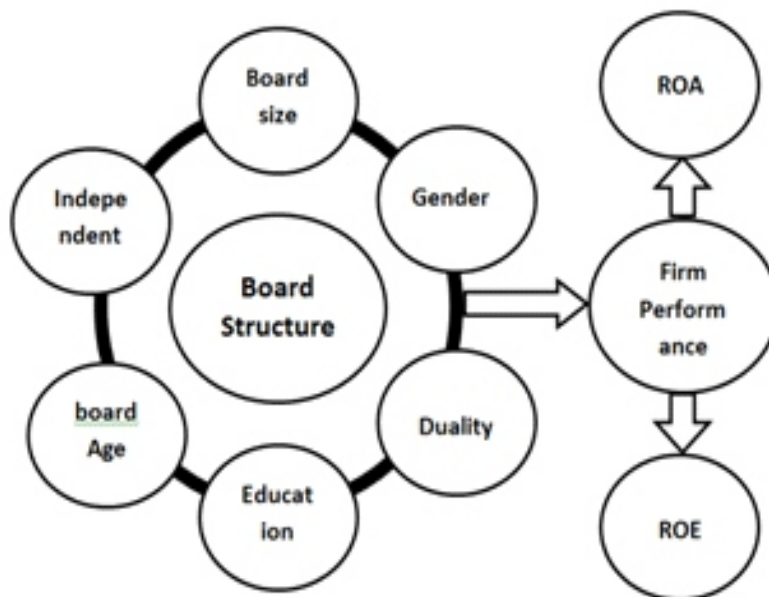 Board
size
Gender
Indepe
ndent
Board
Structure
board
Age
Educat
ion
Duality
ROA
Firm
Perform
ance
ROE